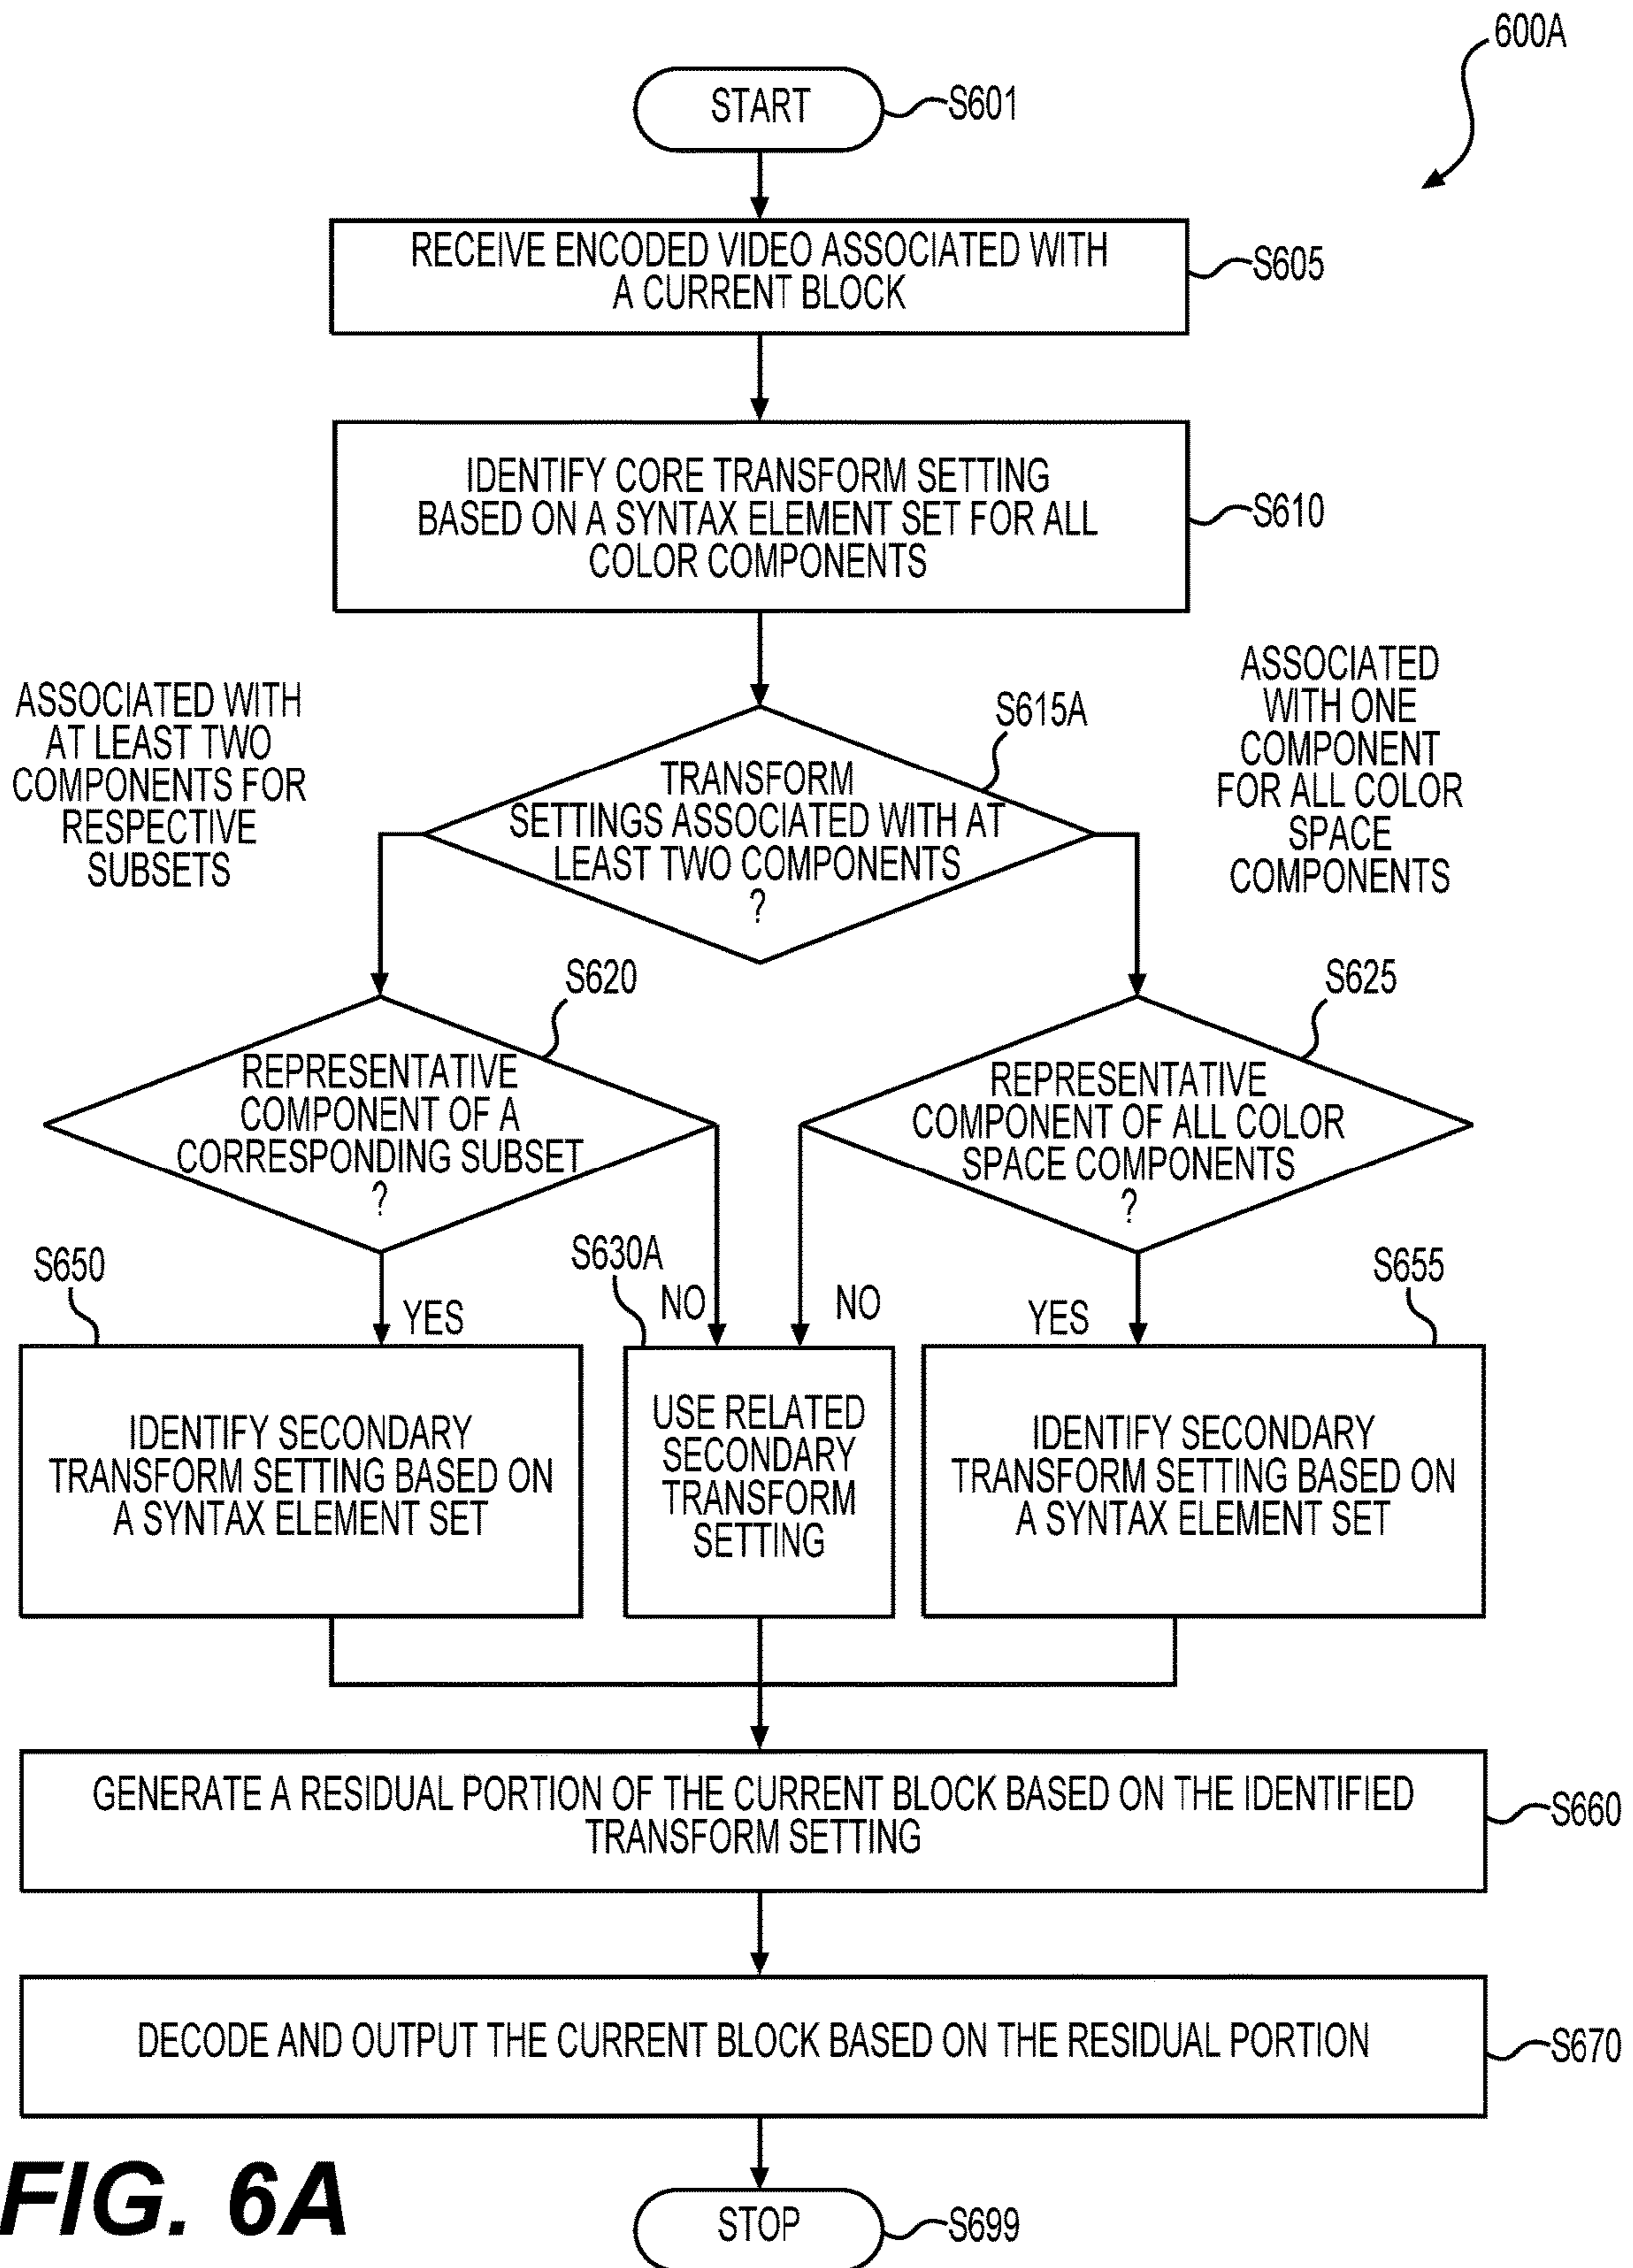 600A
START
S601
RECEIVE ENCODED VIDEO ASSOCIATED WITH
A CURRENT BLOCK
S605
IDENTIFY CORE TRANSFORM SETTING
BASED ON A SYNTAX ELEMENT SET FOR ALL
COLOR COMPONENTS
S610
ASSOCIATED WITH
AT LEAST TWO
COMPONENTS FOR
RESPECTIVE
SUBSETS
S615A
TRANSFORM
SETTINGS ASSOCIATED WITH AT
LEAST TWO COMPONENTS
?
ASSOCIATED
WITH ONE
COMPONENT
FOR ALL COLOR
SPACE
COMPONENTS
S620
REPRESENTATIVE
COMPONENT OF A
CORRESPONDING SUBSET
?
S625
REPRESENTATIVE
COMPONENT OF ALL COLOR
SPACE COMPONENTS
?
S650
YES
S630A
NO
NO
YES
S655
IDENTIFY SECONDARY
TRANSFORM SETTING BASED ON
A SYNTAX ELEMENT SET
USE RELATED
SECONDARY
TRANSFORM
SETTING
IDENTIFY SECONDARY
TRANSFORM SETTING BASED ON
A SYNTAX ELEMENT SET
GENERATE A RESIDUAL PORTION OF THE CURRENT BLOCK BASED ON THE IDENTIFIED
TRANSFORM SETTING
S660
DECODE AND OUTPUT THE CURRENT BLOCK BASED ON THE RESIDUAL PORTION
S670
STOP
S699
FIG. 6A